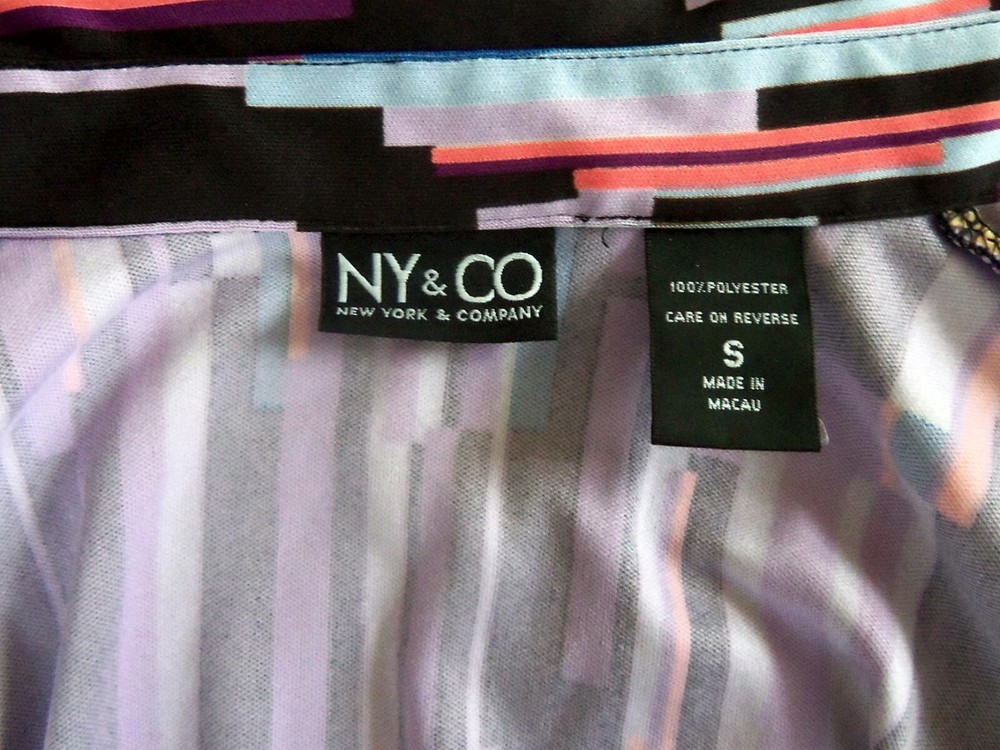 NY & CO
NEW YORK & COMPANY
100% POLYESTER
CARE ON REVERSE
S
MADE IN
MACAU